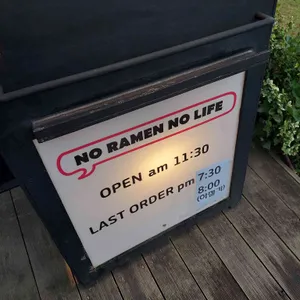 NO RAMEN NO LIFE
OPEN am 11:30
LAST ORDER pm 7:30
8:00